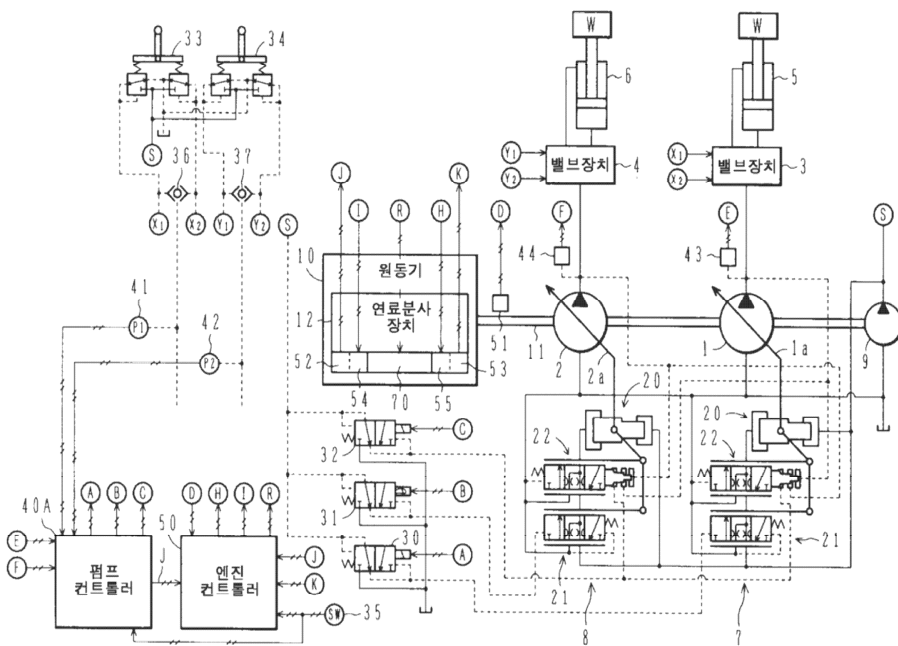 33
34
W
W
6
5
S
36
37
X1
X2
Y1
Y2
S
J
I
R
H
K
D
Y1
Y2
밸브장치
4
X1
X2
밸브장치
3
F
E
S
44
43
10
원동기
12
연료분사
장치
52
54
70
55
53
51
11
2
2a
1
1a
9
41
P1
42
P2
20
20
22
22
32
C
31
B
30
A
21
21
8
7
40A
A
B
C
50
D
H
I
R
E
F
펌프
컨트롤러
J
엔진
컨트롤러
J
K
SW
35